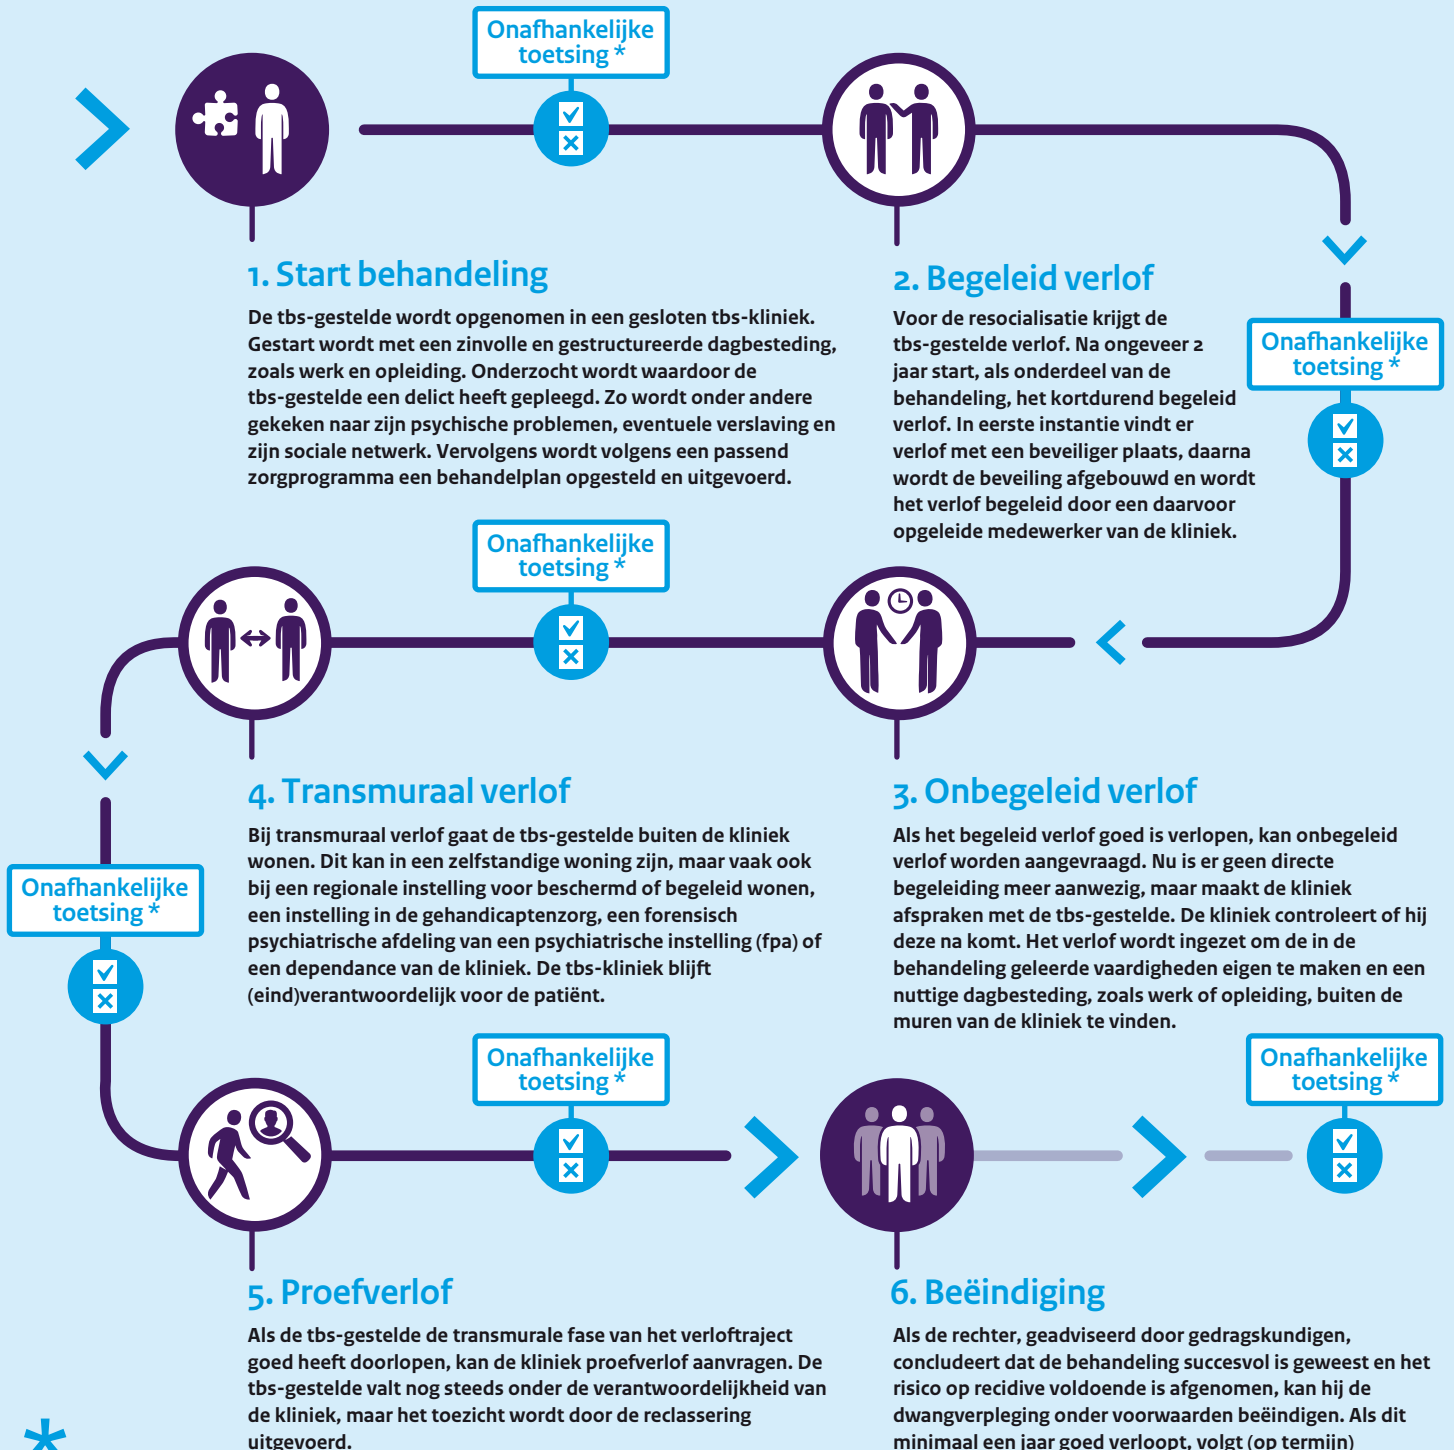 Onafhankelijke
toetsing *
1. Start behandeling
De tbs-gestelde wordt opgenomen in een gesloten tbs-kliniek.
Gestart wordt met een zinvolle en gestructureerde dagbesteding,
zoals werk en opleiding. Onderzocht wordt waardoor de
tbs-gestelde een delict heeft gepleegd. Zo wordt onder andere
gekeken naar zijn psychische problemen, eventuele verslaving en
zijn sociale netwerk. Vervolgens wordt volgens een passend
zorgprogramma een behandelplan opgesteld en uitgevoerd.
2. Begeleid verlof
Voor de resocialisatie krijgt de
tbs-gestelde verlof. Na ongeveer 2
jaar start, als onderdeel van de
behandeling, het kortdurend begeleid
verlof. In eerste instantie vindt er
verlof met een beveiliger plaats, daarna
wordt de beveiling afgebouwd en wordt
het verlof begeleid door een daarvoor
opgeleide medewerker van de kliniek.
Onafhankelijke
toetsing *
Onafhankelijke
toetsing *
3. Onbegeleid verlof
Als het begeleid verlof goed is verlopen, kan onbegeleid
verlof worden aangevraagd. Nu is er geen directe
begeleiding meer aanwezig, maar maakt de kliniek
afspraken met de tbs-gestelde. De kliniek controleert of hij
deze na komt. Het verlof wordt ingezet om de in de
behandeling geleerde vaardigheden eigen te maken en een
nuttige dagbesteding, zoals werk of opleiding, buiten de
muren van de kliniek te vinden.
4. Transmuraal verlof
Bij transmuraal verlof gaat de tbs-gestelde buiten de kliniek
wonen. Dit kan in een zelfstandige woning zijn, maar vaak ook
bij een regionale instelling voor beschermd of begeleid wonen,
een instelling in de gehandicaptenzorg, een forensisch
psychiatrische afdeling van een psychiatrische instelling (fpa) of
een dependance van de kliniek. De tbs-kliniek blijft
(eind)verantwoordelijk voor de patiënt.
Onafhankelijke
toetsing *
Onafhankelijke
toetsing *
Onafhankelijke
toetsing *
5. Proefverlof
Als de tbs-gestelde de transmurale fase van het verloftraject
goed heeft doorlopen, kan de kliniek proefverlof aanvragen. De
tbs-gestelde valt nog steeds onder de verantwoordelijkheid van
de kliniek, maar het toezicht wordt door de reclassering
uitgevoerd.
6. Beëindiging
Als de rechter, geadviseerd door gedragskundigen,
concludeert dat de behandeling succesvol is geweest en het
risico op recidive voldoende is afgenomen, kan hij de
dwangverpleging onder voorwaarden beëindigen. Als dit
minimaal een jaar goed verloopt, volgt (op termijn)
*